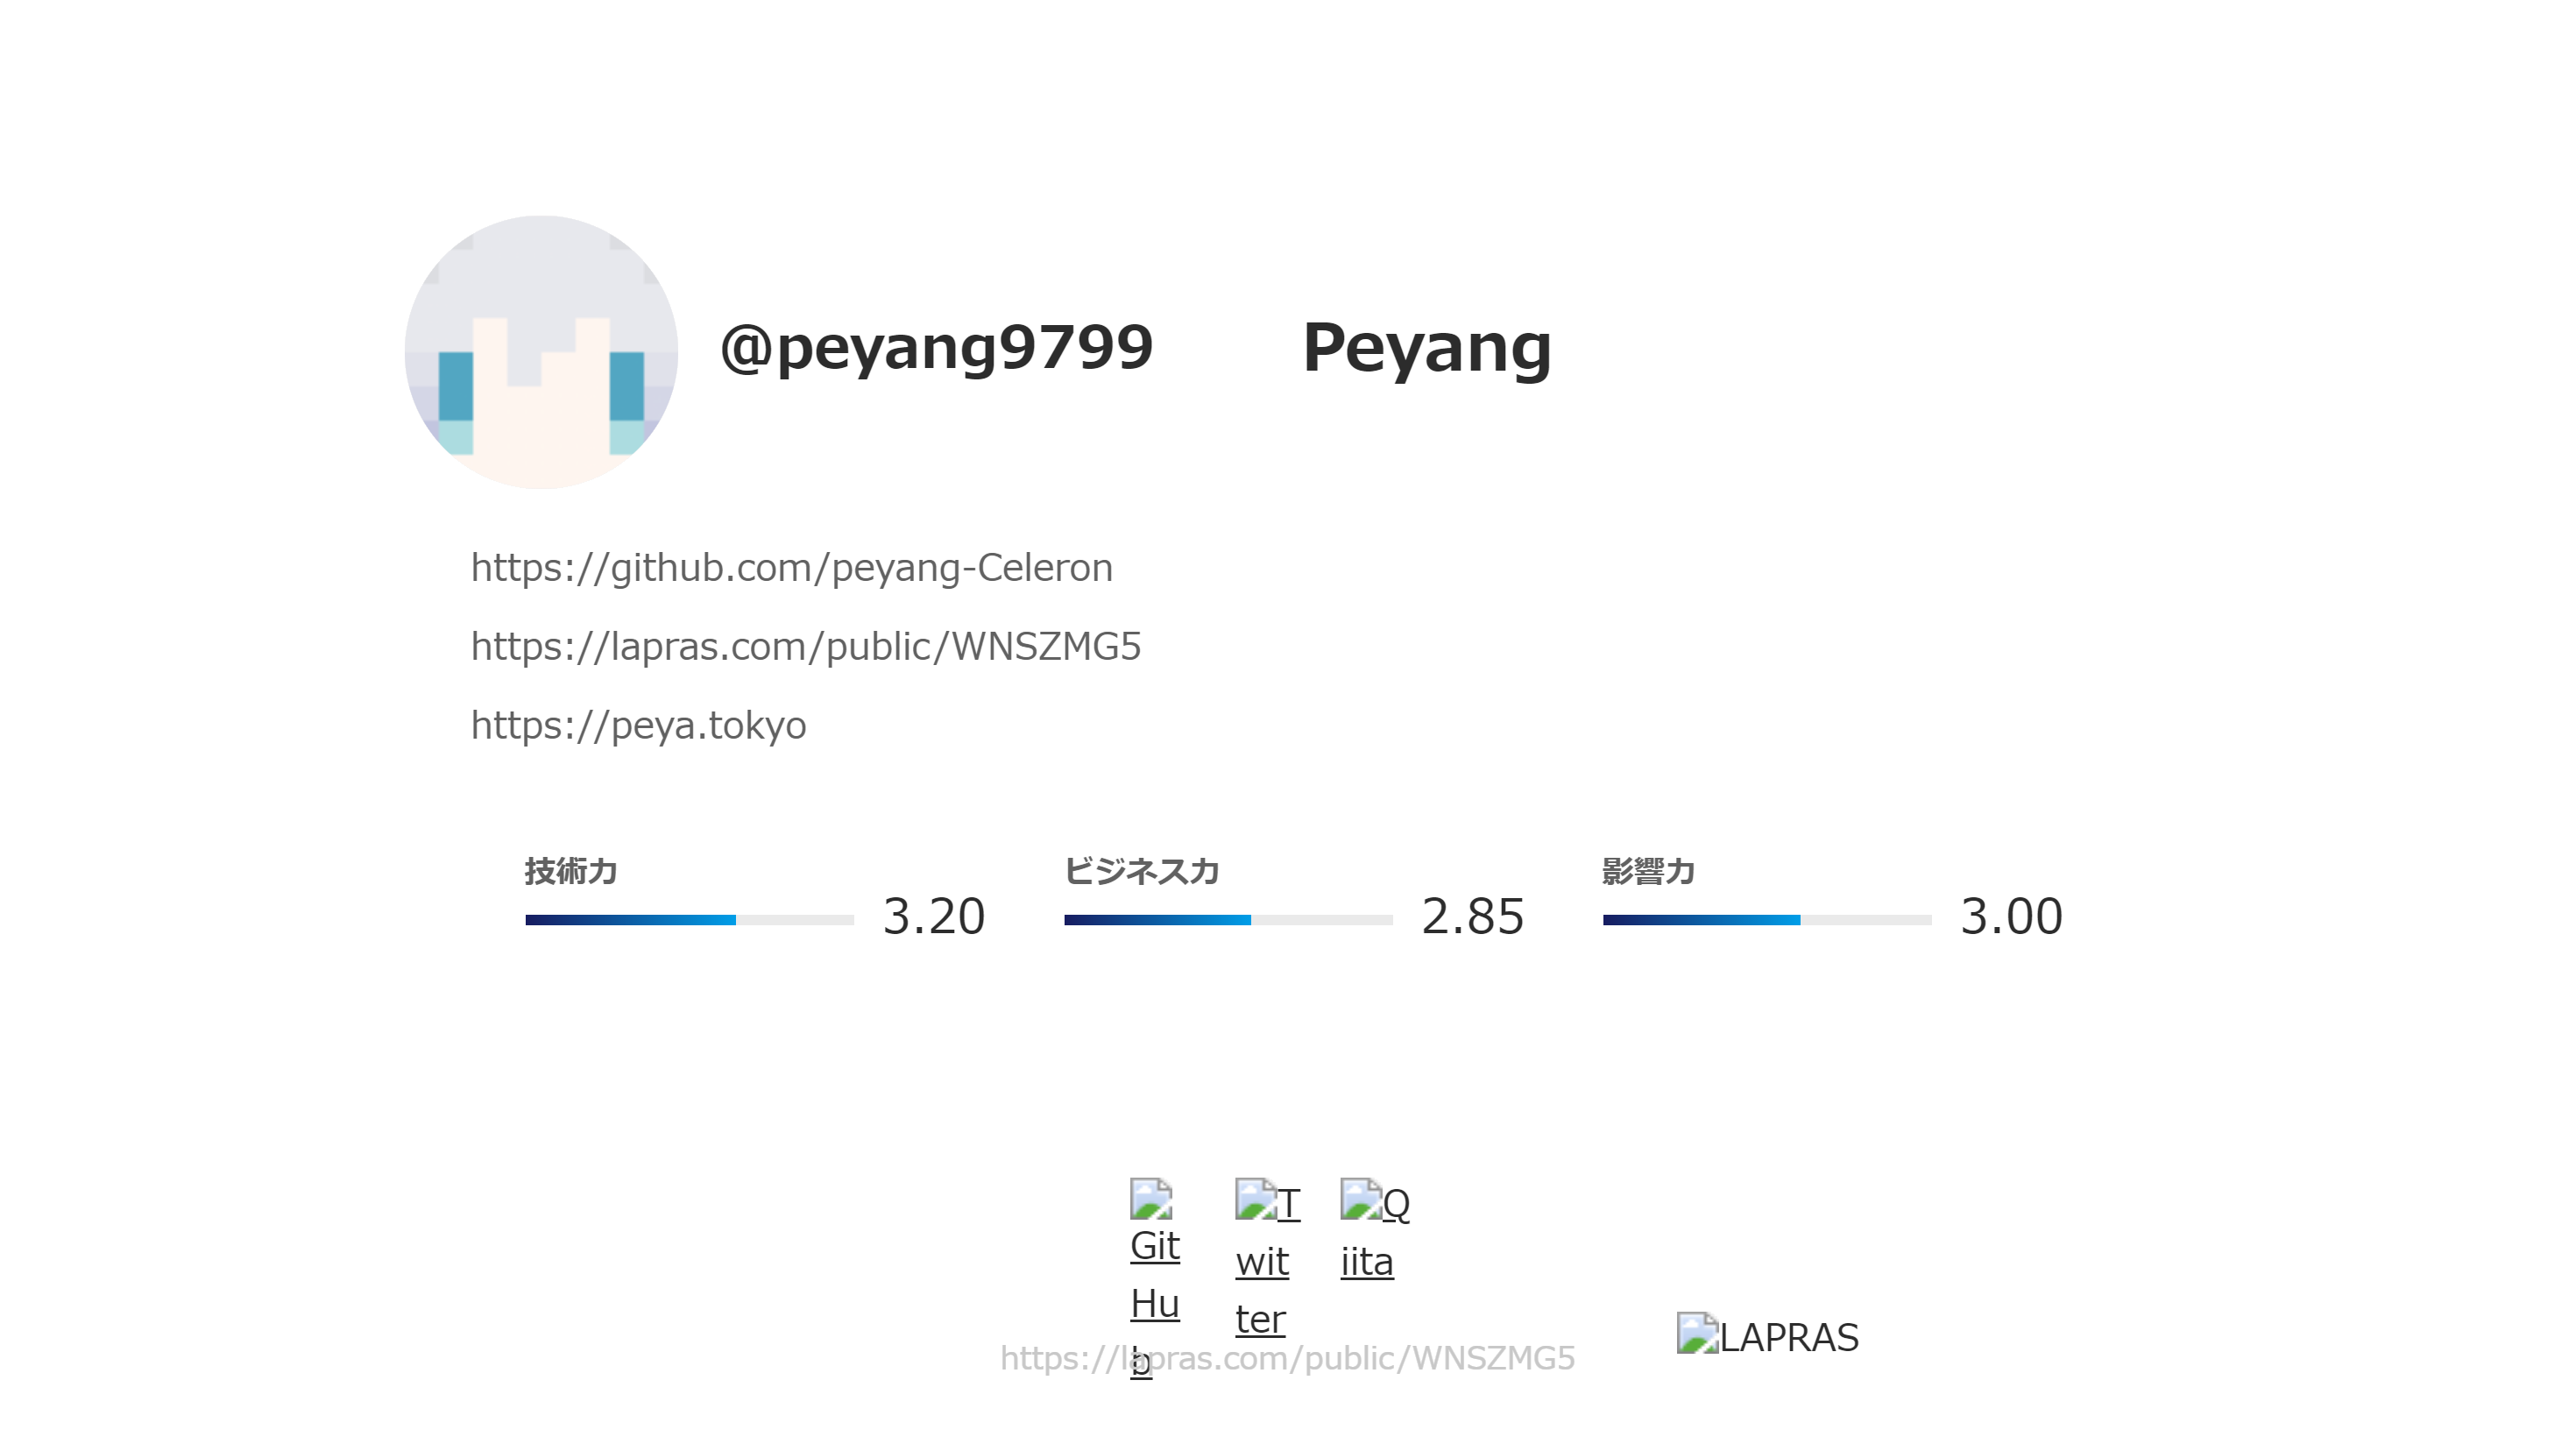 @peyang9799 Peyang
https://github.com/peyang-Celeron
https://lapras.com/public/WNSZMG5
https://peya.tokyo
技術力 ビジネス力 影響力
3.20 2.85 3.00
GitHub Twitter Qiita
LAPRAS
https://lapras.com/public/WNSZMG5